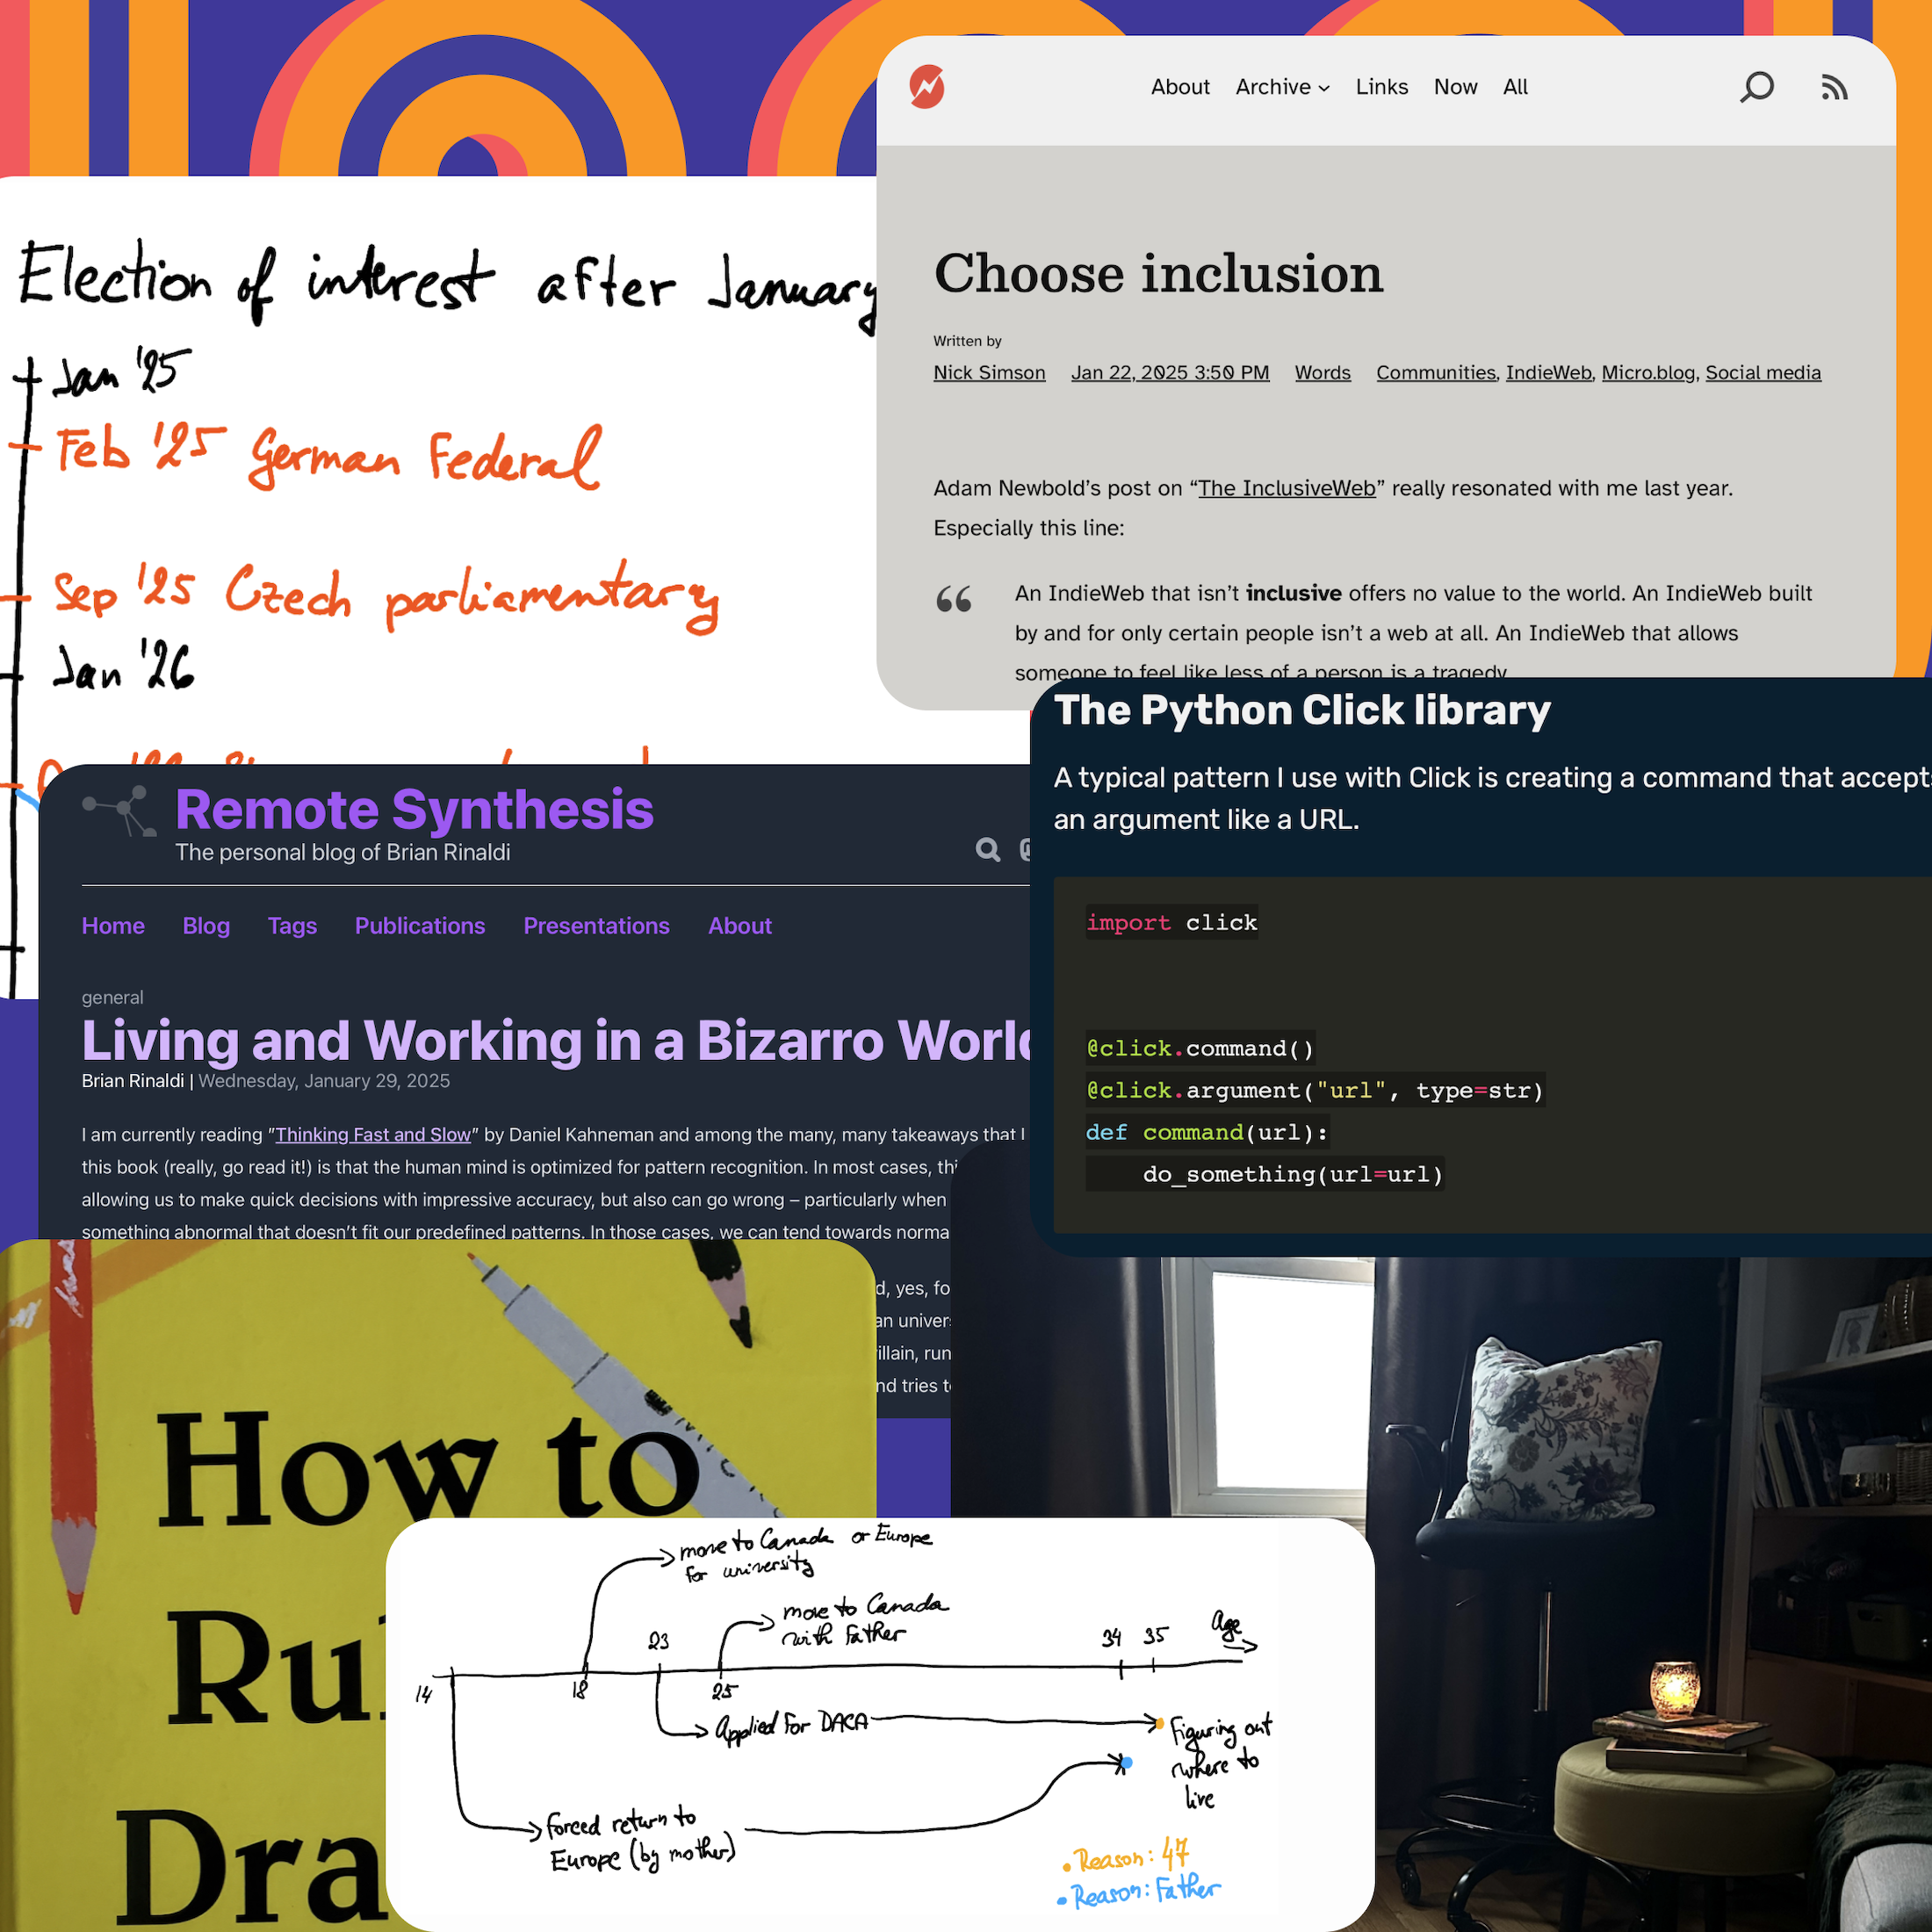 About Archive Links Now All
Choose inclusion
Written by
Nick Simson Jan 22, 2025 3:50 PM Words Communities, IndieWeb, Micro.blog, Social media
Adam Newbold’s post on “The InclusiveWeb” really resonated with me last year.
Especially this line:
“ An IndieWeb that isn’t inclusive offers no value to the world. An IndieWeb built
by and for only certain people isn’t a web at all. An IndieWeb that allows
someone to feel like less of a person is a tragedy
Election of interest after January
Jan '25
Feb '25 German Federal
Sep '25 Czech parliamentary
Jan '26
The Python Click library
A typical pattern I use with Click is creating a command that accept
an argument like a URL.
import click
@click.command()
@click.argument("url", type=str)
def command(url):
do_something(url=url)
Remote Synthesis
The personal blog of Brian Rinaldi
Home Blog Tags Publications Presentations About
general
Living and Working in a Bizarro World
Brian Rinaldi | Wednesday, January 29, 2025
I am currently reading ”Thinking Fast and Slow” by Daniel Kahneman and among the many, many takeaways that I
this book (really, go read it!) is that the human mind is optimized for pattern recognition. In most cases, thi
allowing us to make quick decisions with impressive accuracy, but also can go wrong – particularly when
something abnormal that doesn’t fit our predefined patterns. In those cases, we can tend towards norma
d, yes, fo
an univers
illain, run
nd tries to
How to
Ru
Dra
move to Canada or Europe
for university
move to Canada
with Father
23
34 35 Age
14 18 25
Applied for DACA
Figuring out
where to
live
Forced return to
Europe (by mother)
Reason: 47
Reason: Father